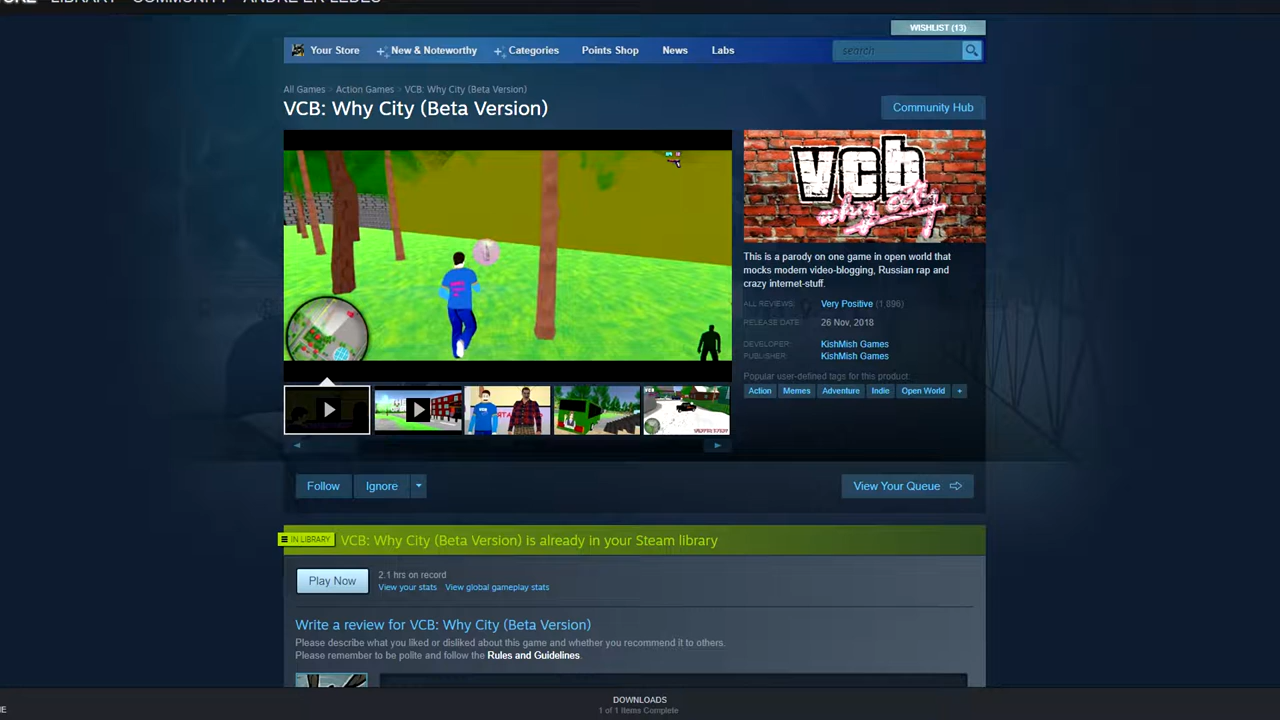 LIBRARY COMMUNITY
WISHLIST (13)
Your Store New & Noteworthy Categories Points Shop News Labs search
All Games > Action Games > VCB: Why City (Beta Version)
VCB: Why City (Beta Version)
Community Hub
vcb
why city
This is a parody on one game in open world that
mocks modern video-blogging, Russian rap and
crazy internet-stuff.
ALL REVIEWS: Very Positive (1,896)
RELEASE DATE: 26 Nov, 2018
DEVELOPER: KishMish Games
PUBLISHER: KishMish Games
Popular user-defined tags for this product:
Action Memes Adventure Indie Open World +
Follow Ignore
View Your Queue
IN LIBRARY VCB: Why City (Beta Version) is already in your Steam library
Play Now
2.1 hrs on record
View your stats View global gameplay stats
Write a review for VCB: Why City (Beta Version)
Please describe what you liked or disliked about this game and whether you recommend it to others.
Please remember to be polite and follow the Rules and Guidelines.
DOWNLOADS
1 of 1 Items Complete